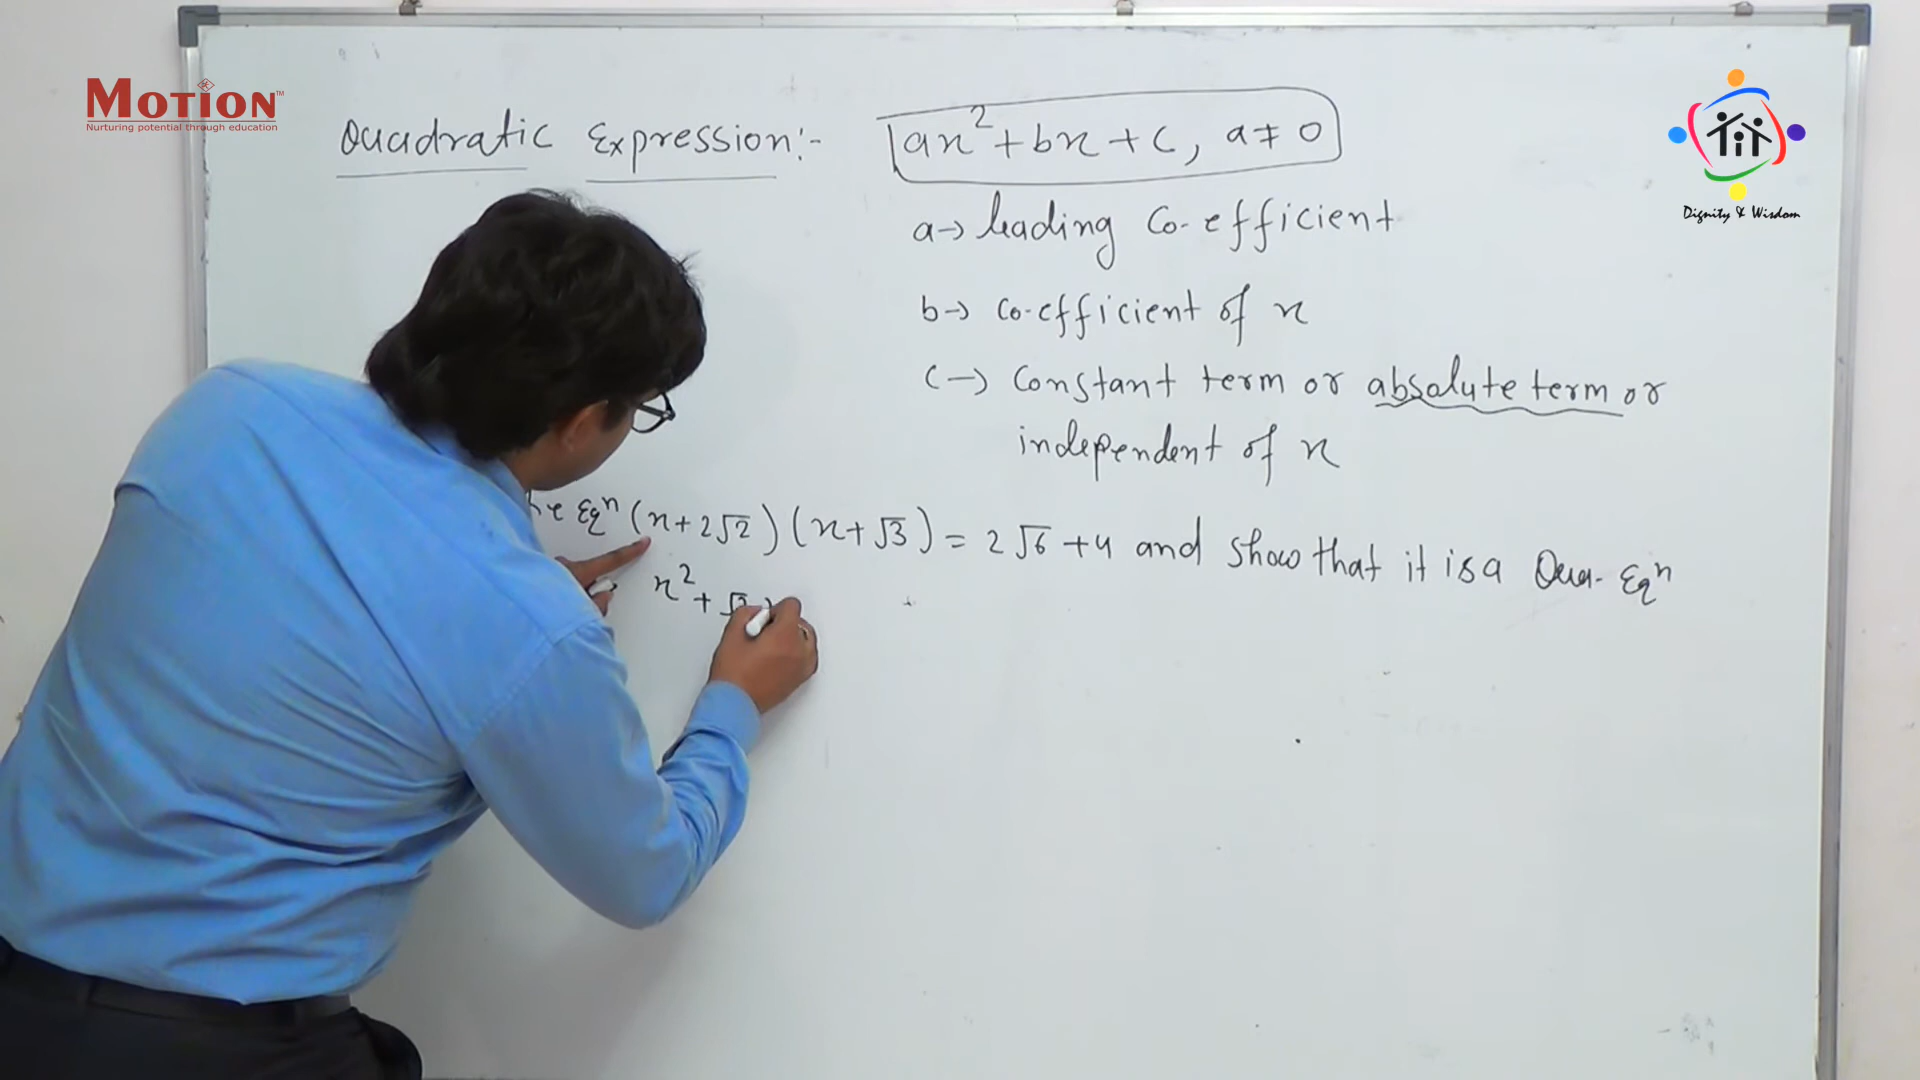 MOTION™
Nurturing potential through education
Quadratic Expression:- ax²+bx+c, a≠0
a→ leading Co-efficient
b→ co-efficient of x
c→ Constant term or absolute term or
independent of x
Eqⁿ (x+2√2)(x+√3) = 2√6+4 and show that it is a Qua. Eqⁿ
x²+√3
TiT
Dignity & Wisdom